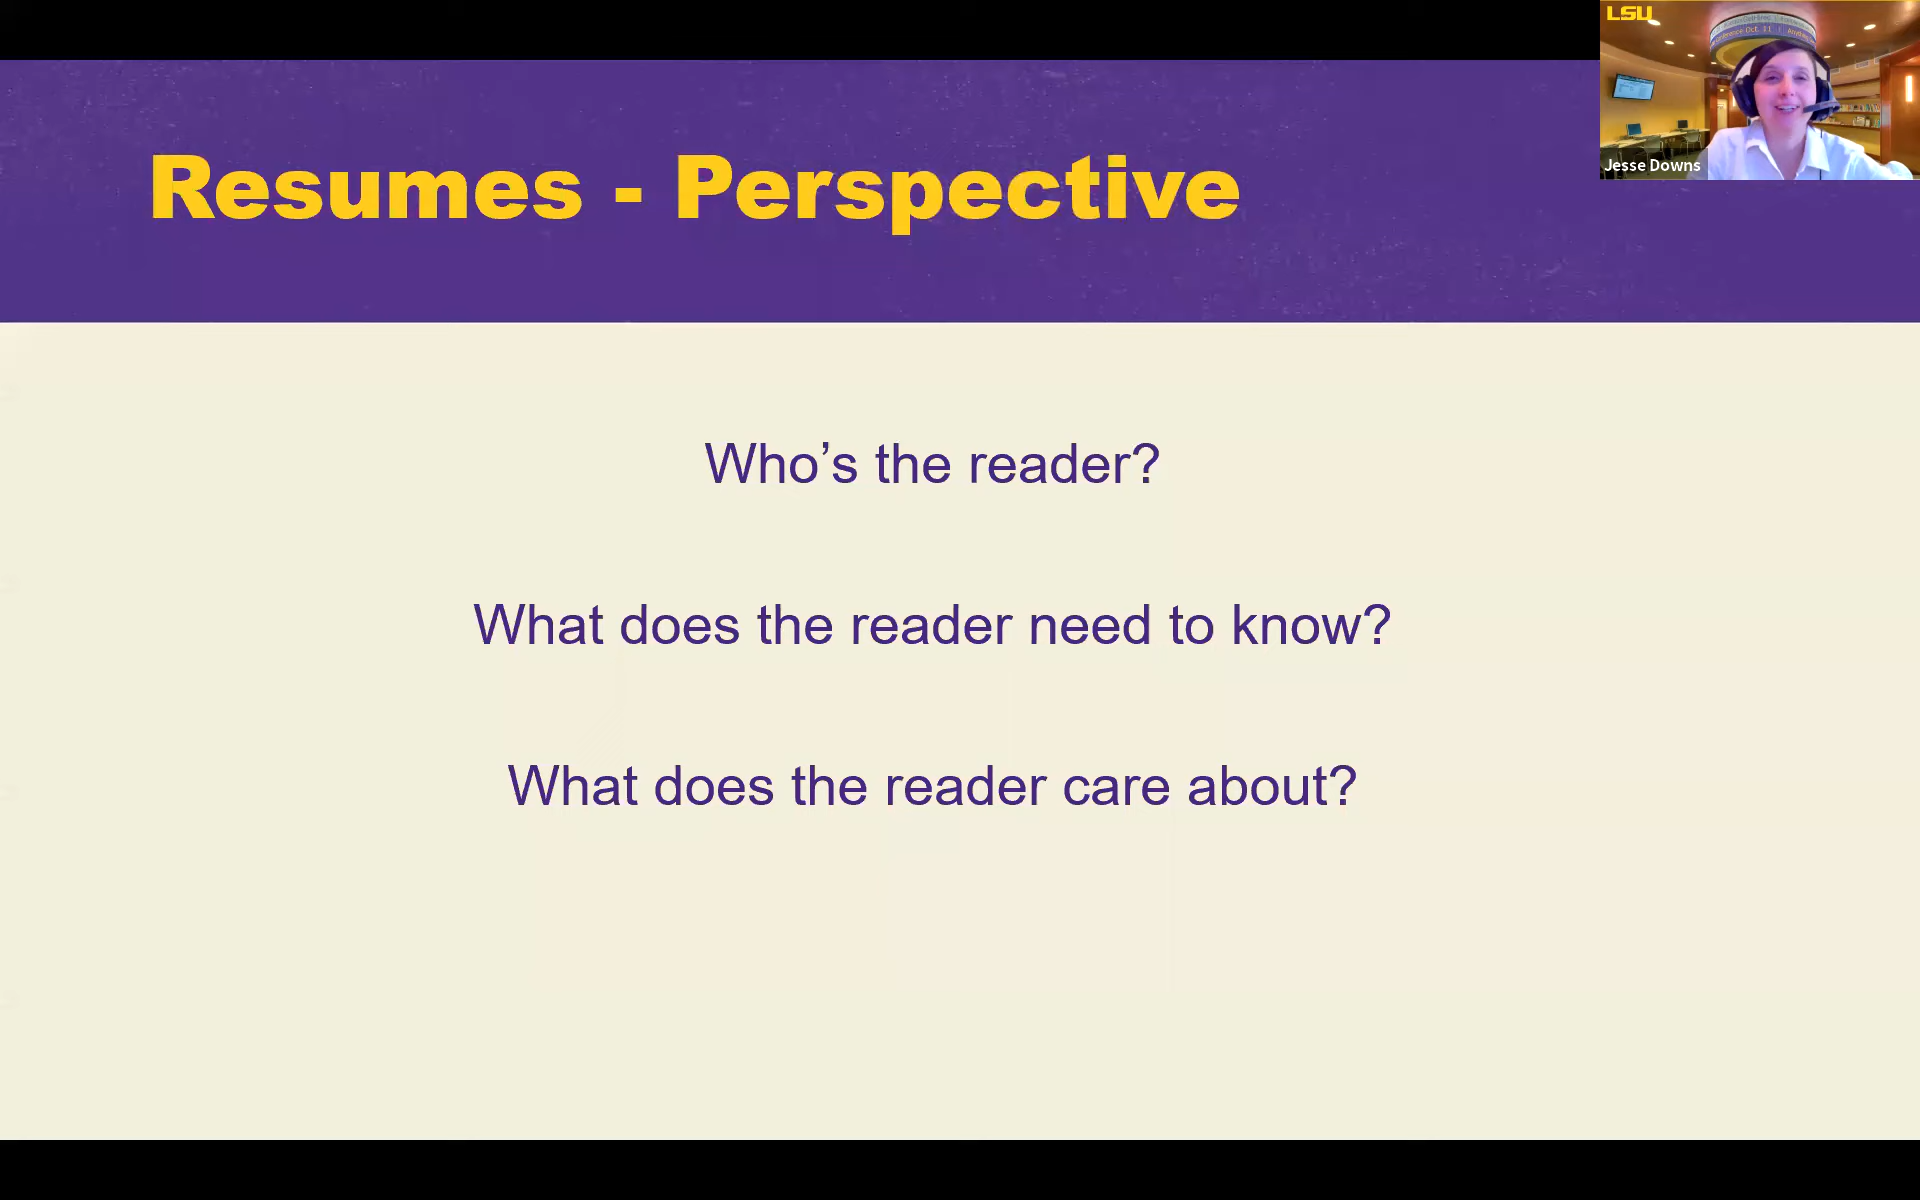 LSU
Jesse Downs
Resumes - Perspective
Who’s the reader?
What does the reader need to know?
What does the reader care about?